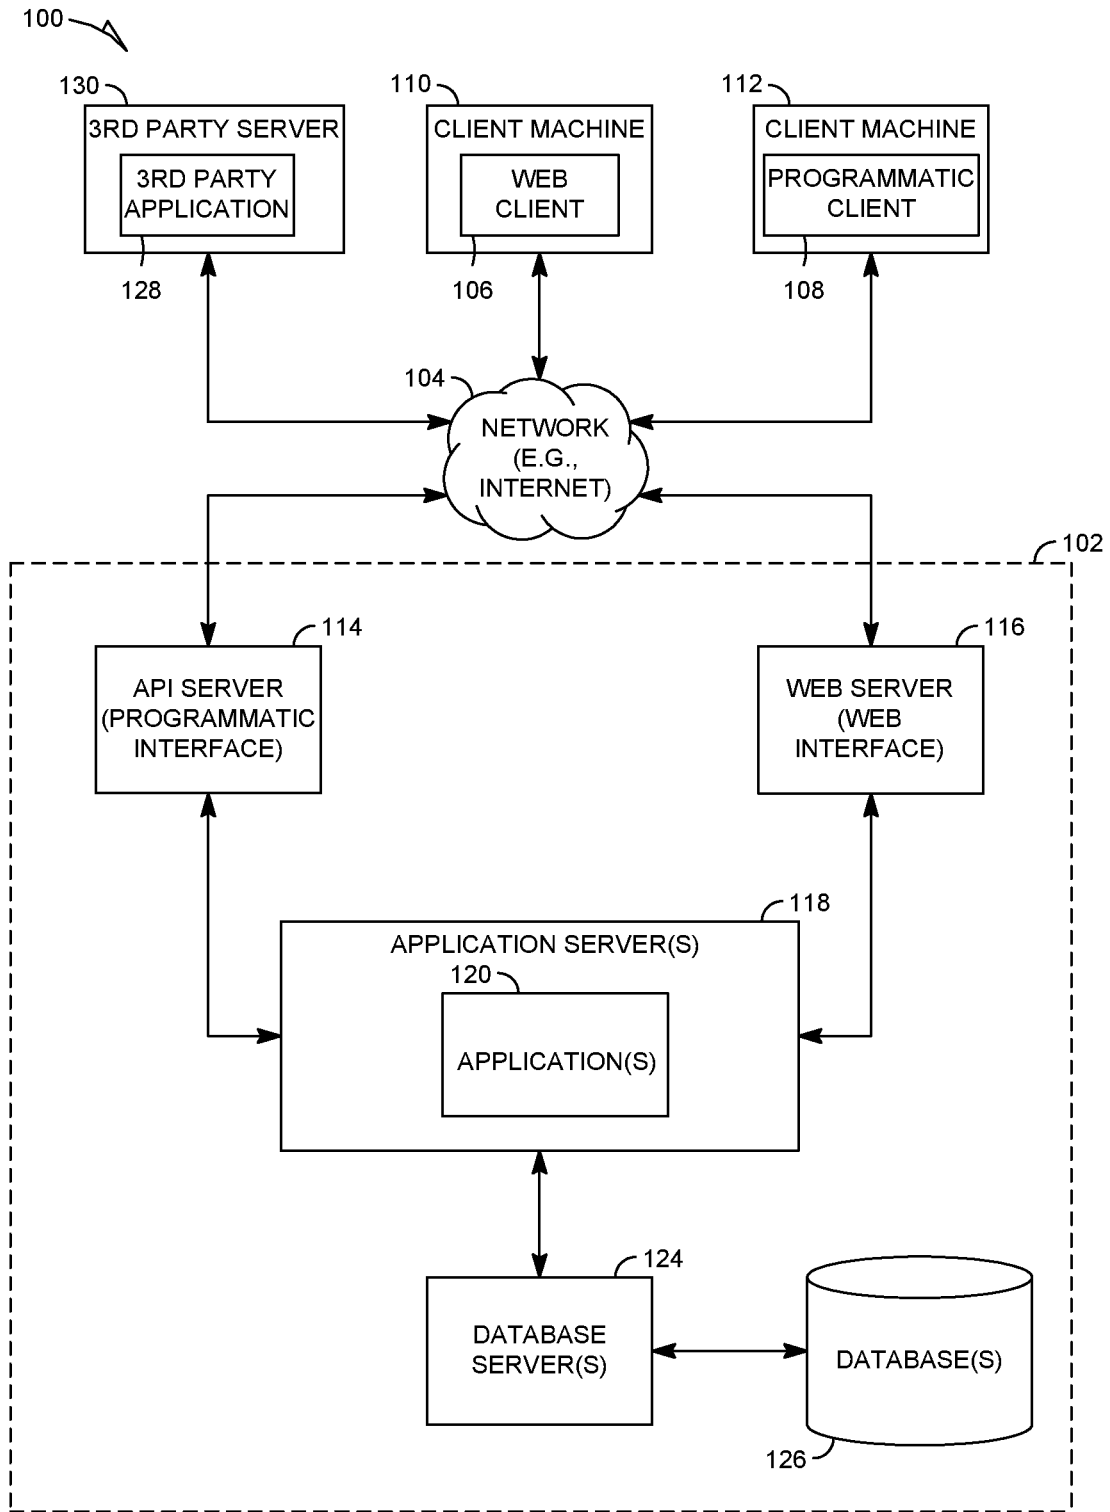 100
130
110
112
3RD PARTY SERVER
3RD PARTY
APPLICATION
128
CLIENT MACHINE
WEB
CLIENT
106
CLIENT MACHINE
PROGRAMMATIC
CLIENT
108
104
NETWORK
(E.G.,
INTERNET)
102
114
API SERVER
(PROGRAMMATIC
INTERFACE)
116
WEB SERVER
(WEB
INTERFACE)
118
APPLICATION SERVER(S)
120
APPLICATION(S)
124
DATABASE
SERVER(S)
DATABASE(S)
126